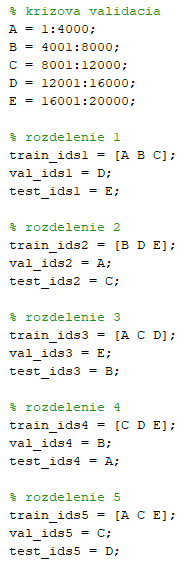 % krizova validacia
A = 1:4000;
B = 4001:8000;
C = 8001:12000;
D = 12001:16000;
E = 16001:20000;
% rozdelenie 1
train_ids1 = [A B C];
val_ids1 = D;
test_ids1 = E;
% rozdelenie 2
train_ids2 = [B D E];
val_ids2 = A;
test_ids2 = C;
% rozdelenie 3
train_ids3 = [A C D];
val_ids3 = E;
test_ids3 = B;
% rozdelenie 4
train_ids4 = [C D E];
val_ids4 = B;
test_ids4 = A;
% rozdelenie 5
train_ids5 = [A C E];
val_ids5 = C;
test_ids5 = D;